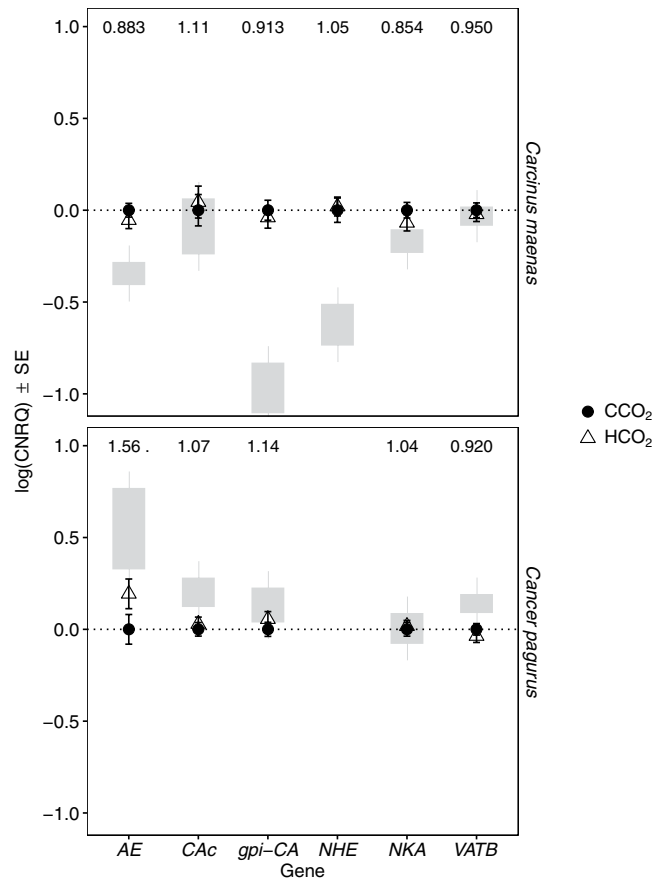 1.0
0.883 1.11 0.913 1.05 0.854 0.950
0.5
0.0
−0.5
−1.0
Carcinus maenas
log(CNRQ) ± SE
CCO₂
HCO₂
1.0
1.56 . 1.07 1.14 1.04 0.920
0.5
0.0
−0.5
−1.0
Cancer pagurus
AE CAc gpi−CA NHE NKA VATB
Gene